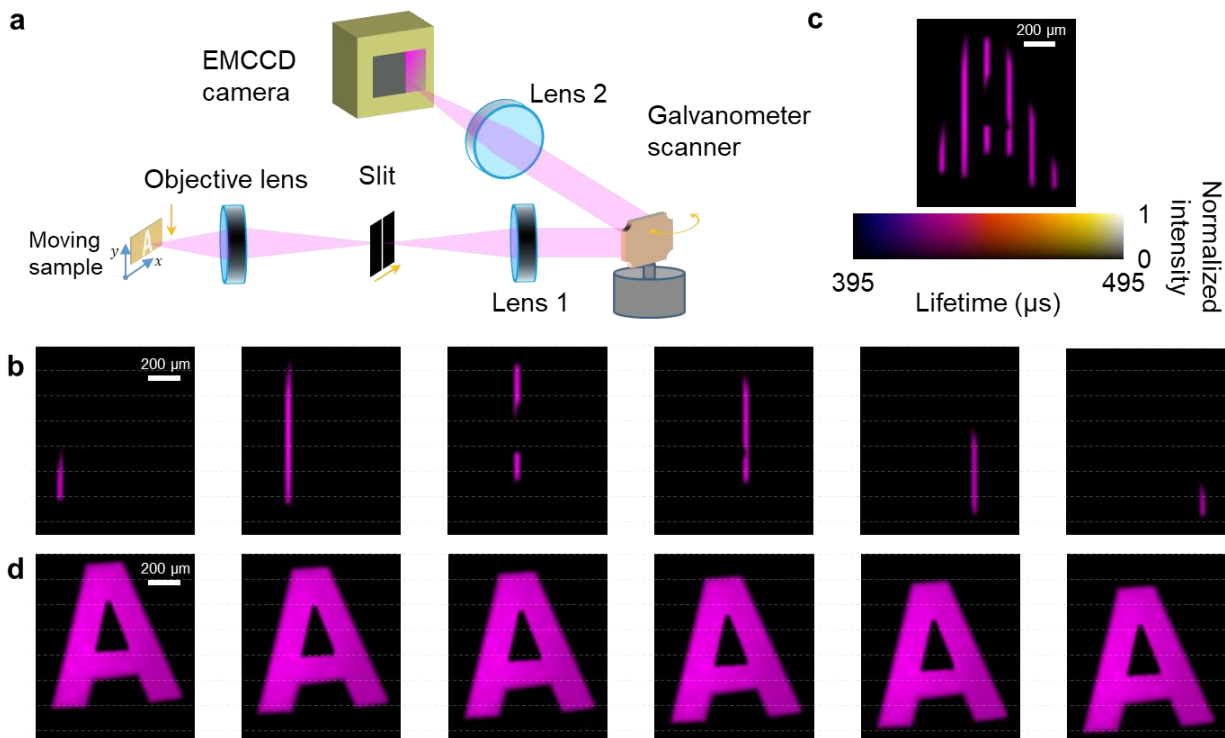 a
EMCCD
camera
Lens 2
Galvanometer
scanner
Objective lens
Slit
Moving
sample
A
y
x
Lens 1
c
200 µm
1
0
Normalized
intensity
395
495
Lifetime (µs)
b
200 µm
d
200 µm
A
A
A
A
A
A